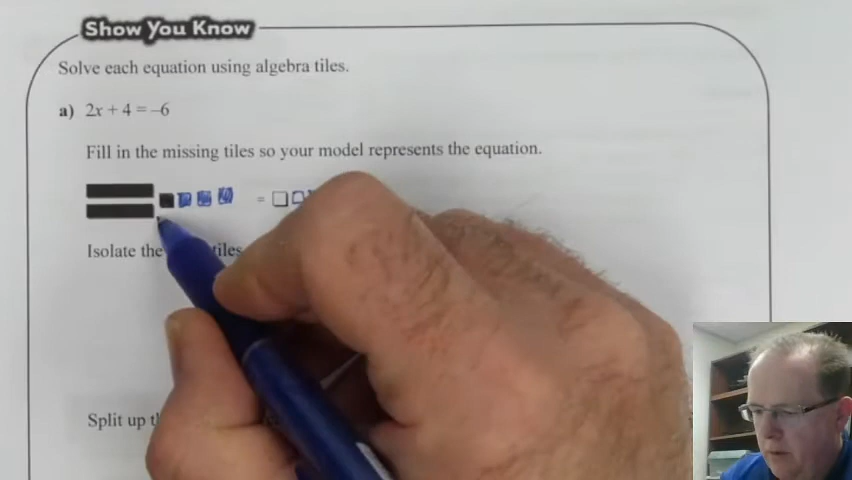 Show You Know
Solve each equation using algebra tiles.
a) 2x + 4 = –6
Fill in the missing tiles so your model represents the equation.
=
Isolate the tiles
Split up